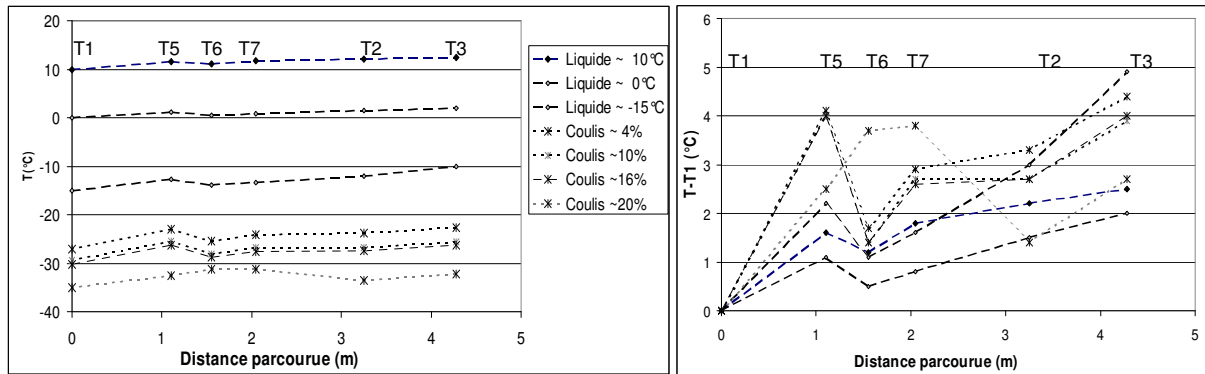 20
10
0
-10
-20
-30
-40
T(°C)
T1 T5 T6 T7 T2 T3
0 1 2 3 4 5
Distance parcourue (m)
Liquide ~ 10°C
Liquide ~ 0°C
Liquide ~ -15°C
Coulis ~ 4%
Coulis ~10%
Coulis ~16%
Coulis ~20%
6
5
4
3
2
1
0
T-T1 (°C)
T1 T5 T6 T7 T2 T3
0 1 2 3 4 5
Distance parcourue (m)